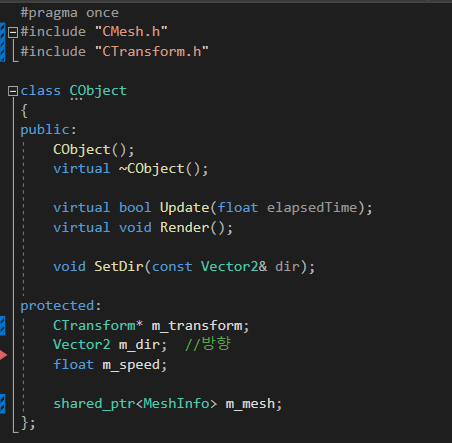 #pragma once
#include "CMesh.h"
#include "CTransform.h"
class CObject
{
public:
CObject();
virtual ~CObject();
virtual bool Update(float elapsedTime);
virtual void Render();
void SetDir(const Vector2& dir);
protected:
CTransform* m_transform;
Vector2 m_dir; //방향
float m_speed;
shared_ptr<MeshInfo> m_mesh;
};